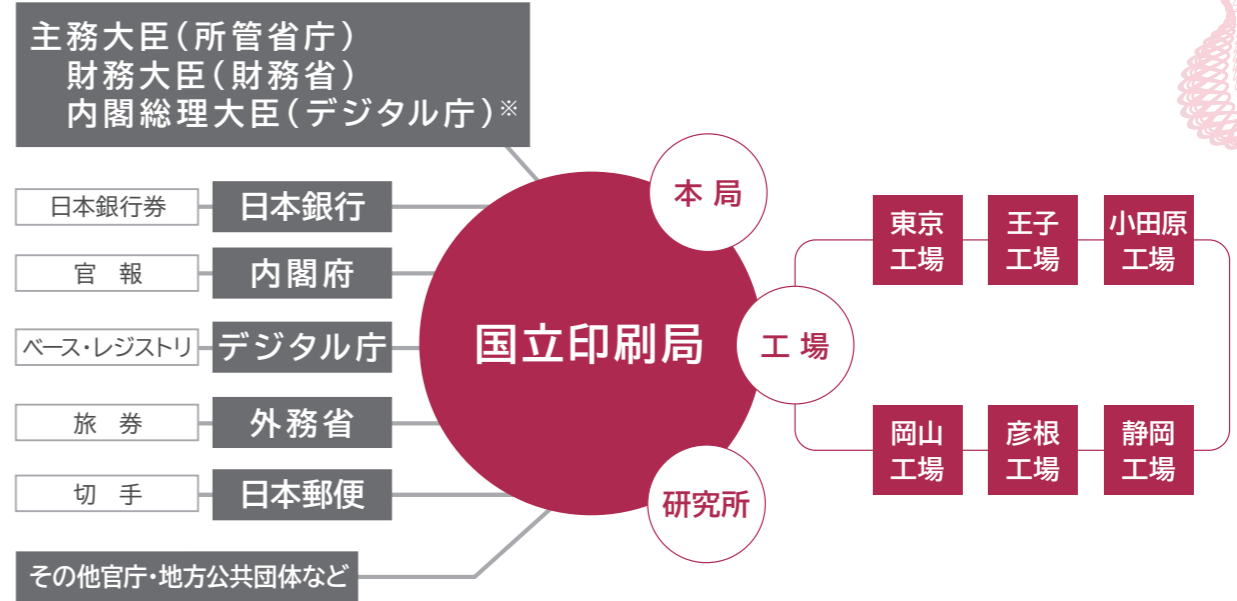 主務大臣(所管省庁)
財務大臣(財務省)
内閣総理大臣(デジタル庁)※
日本銀行券
日本銀行
官 報
内閣府
ベース・レジストリ
デジタル庁
旅 券
外務省
切 手
日本郵便
その他官庁・地方公共団体など
国立印刷局
本 局
工 場
研究所
東京
工場
王子
工場
小田原
工場
岡山
工場
彦根
工場
静岡
工場